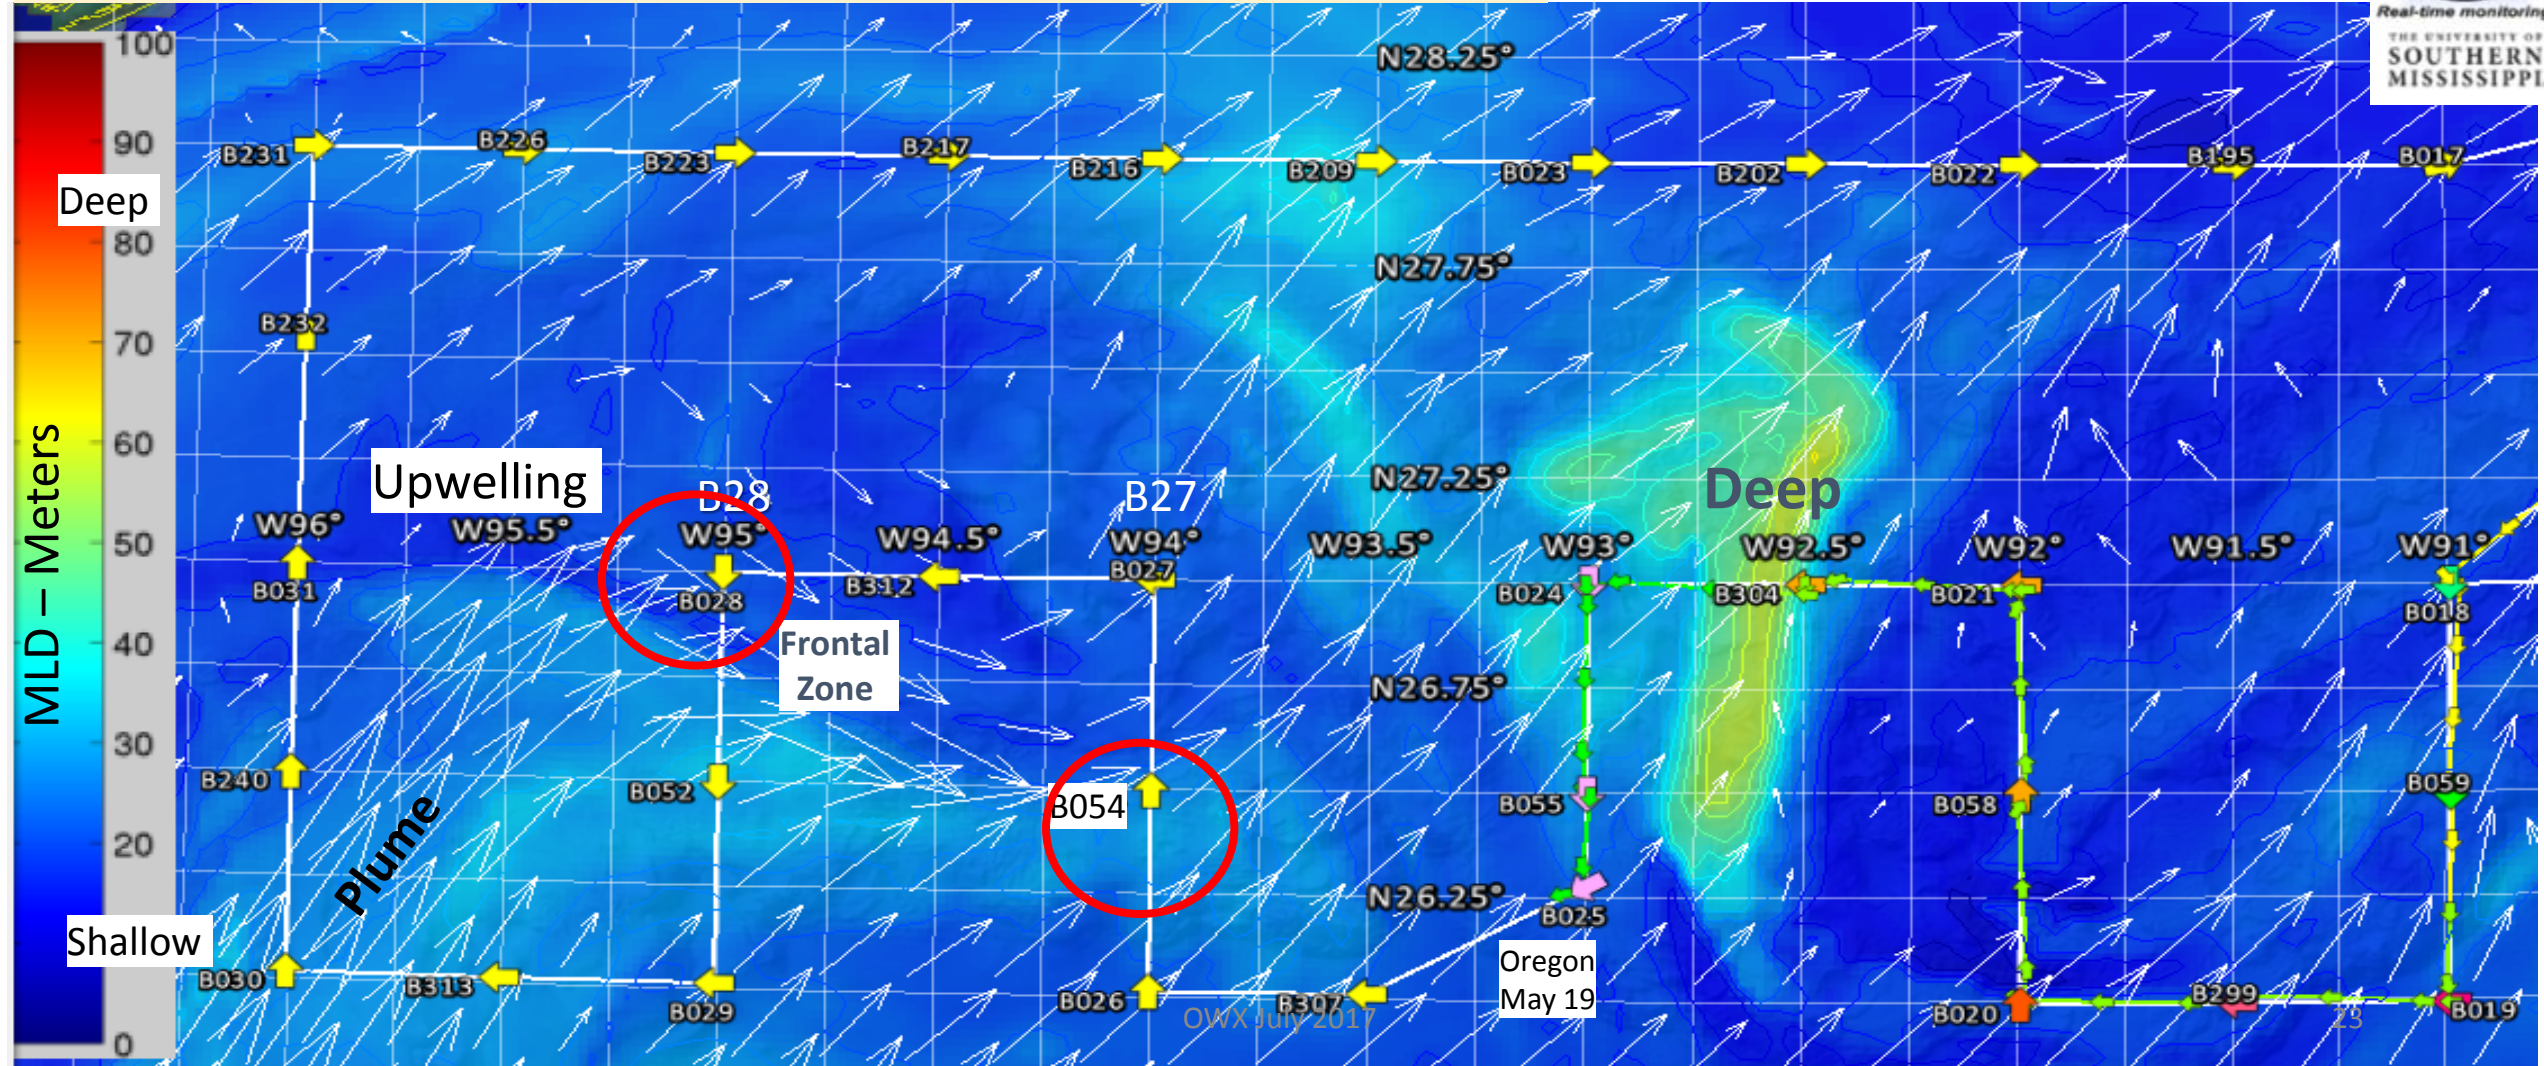 Real-time monitoring
THE UNIVERSITY OF
SOUTHERN
MISSISSIPPI
100
90
80
70
60
50
40
30
20
0
MLD – Meters
Deep
Shallow
N28.25°
B231
B226
B223
B217
B216
B209
B023
B202
B022
B195
B017
N27.75°
B232
N27.25°
Upwelling
B28
B27
Deep
W96°
W95.5°
W95°
W94.5°
W94°
W93.5°
W93°
W92.5°
W92°
W91.5°
W91°
B031
B028
B312
B027
B024
B304
B021
B018
Frontal
Zone
N26.75°
B240
B052
B054
B055
B058
B059
Plume
N26.25°
B025
Oregon
May 19
B030
B313
B029
B026
B307
B020
B299
B019
OWX July 2017
23